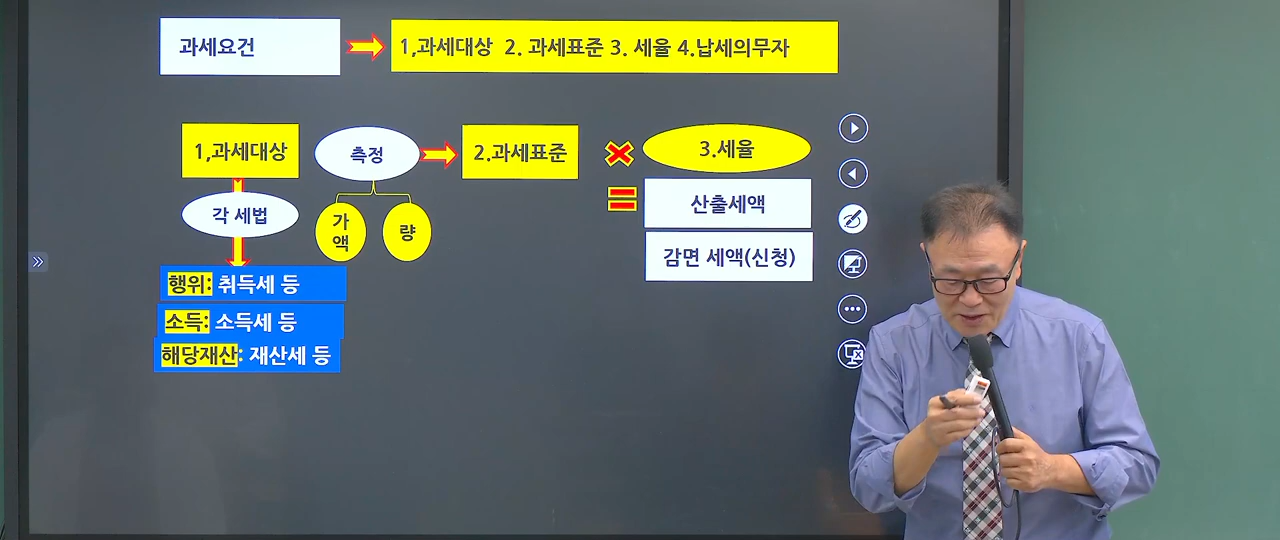 과세요건
1,과세대상 2. 과세표준 3. 세율 4.납세의무자
1,과세대상
측정
2.과세표준
3.세율
각 세법
가
액
량
산출세액
감면 세액(신청)
행위: 취득세 등
소득: 소득세 등
해당재산: 재산세 등